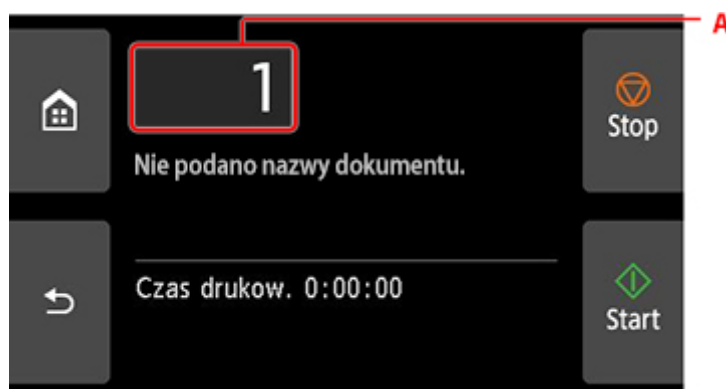 A
1
Stop
Nie podano nazwy dokumentu.
Czas drukow. 0:00:00
Start